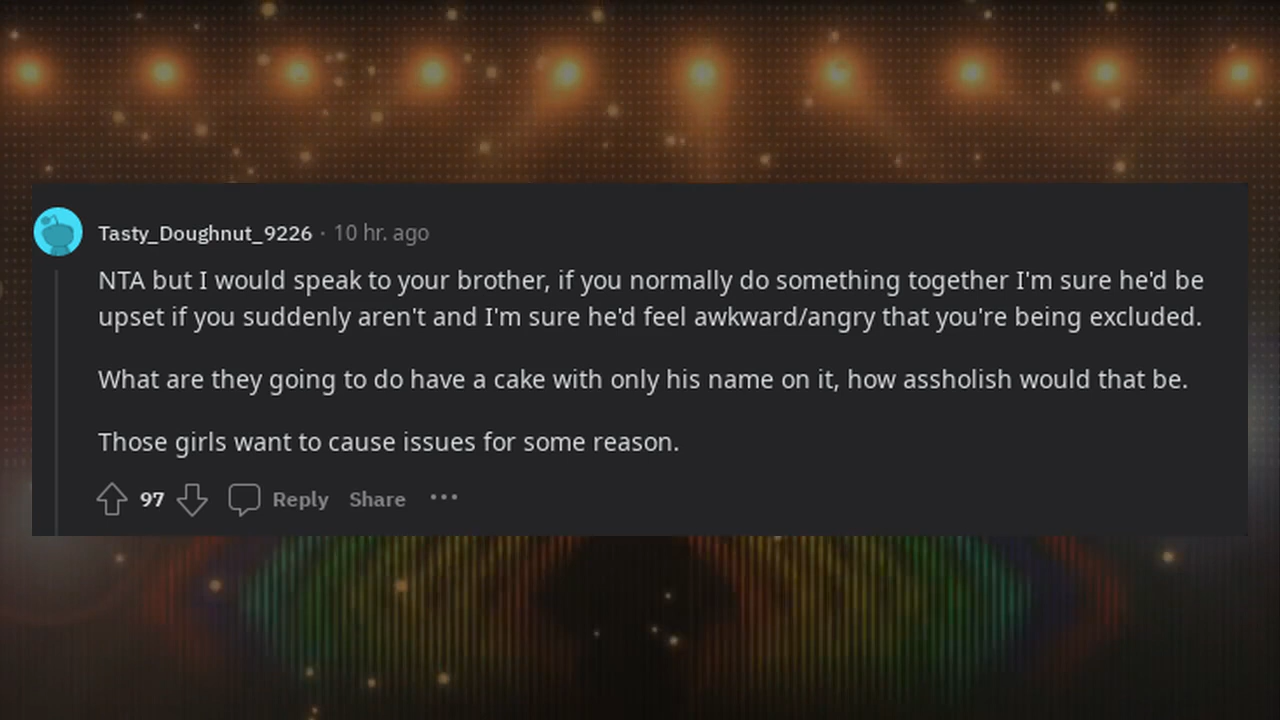 Tasty_Doughnut_9226 · 10 hr. ago
NTA but I would speak to your brother, if you normally do something together I'm sure he'd be
upset if you suddenly aren't and I'm sure he'd feel awkward/angry that you're being excluded.
What are they going to do have a cake with only his name on it, how assholish would that be.
Those girls want to cause issues for some reason.
97 Reply Share •••